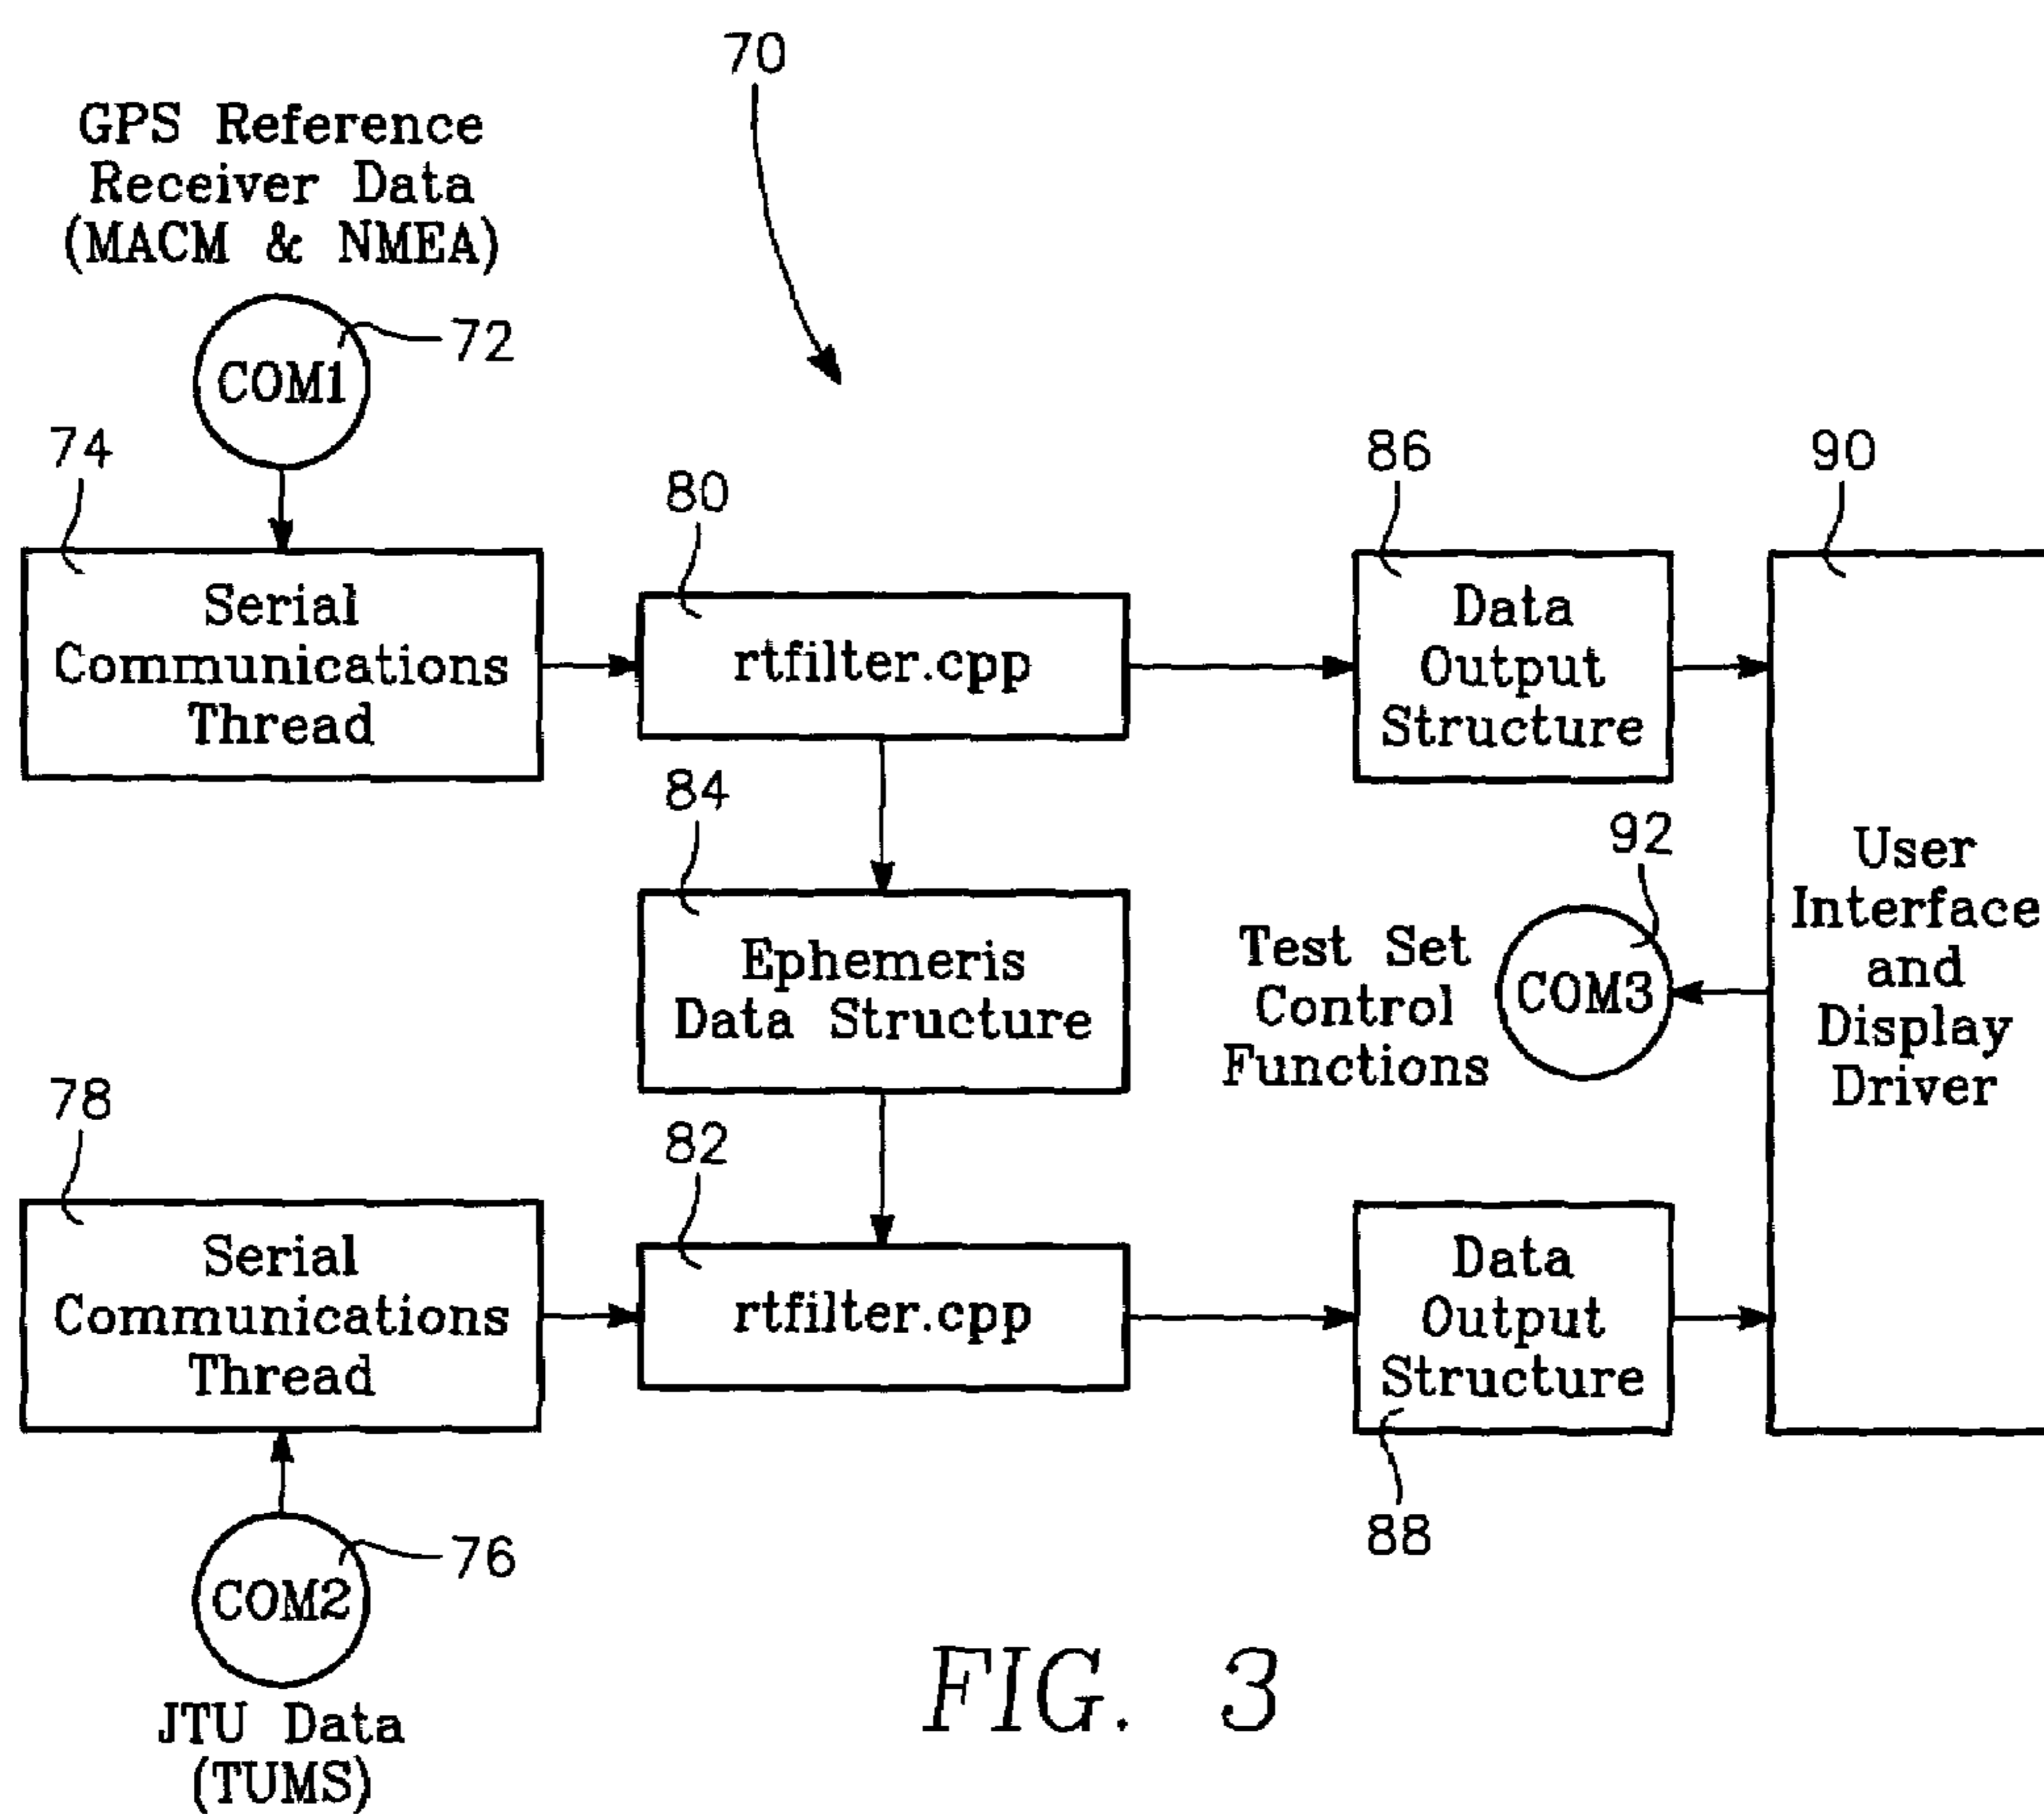 70
GPS Reference
Receiver Data
(MACM & NMEA)
COM1
72
74
Serial
Communications
Thread
80
rtfilter.cpp
86
Data
Output
Structure
90
User
Interface
and
Display
Driver
84
Ephemeris
Data Structure
92
Test Set
Control
Functions
COM3
78
Serial
Communications
Thread
82
rtfilter.cpp
Data
Output
Structure
88
COM2
76
JTU Data
(TUMS)
FIG. 3